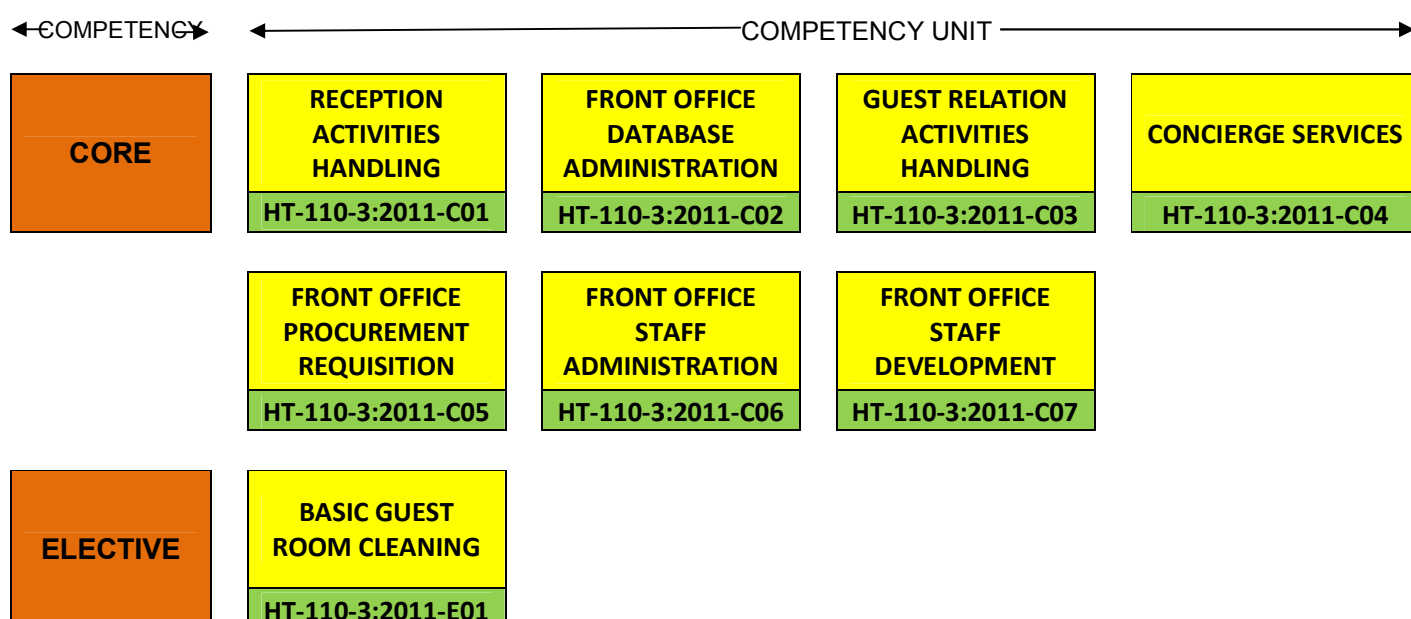 COMPETENCY
COMPETENCY UNIT
CORE
RECEPTION
ACTIVITIES
HANDLING
HT-110-3:2011-C01
FRONT OFFICE
DATABASE
ADMINISTRATION
HT-110-3:2011-C02
GUEST RELATION
ACTIVITIES
HANDLING
HT-110-3:2011-C03
CONCIERGE SERVICES
HT-110-3:2011-C04
FRONT OFFICE
PROCUREMENT
REQUISITION
HT-110-3:2011-C05
FRONT OFFICE
STAFF
ADMINISTRATION
HT-110-3:2011-C06
FRONT OFFICE
STAFF
DEVELOPMENT
HT-110-3:2011-C07
ELECTIVE
BASIC GUEST
ROOM CLEANING
HT-110-3:2011-E01